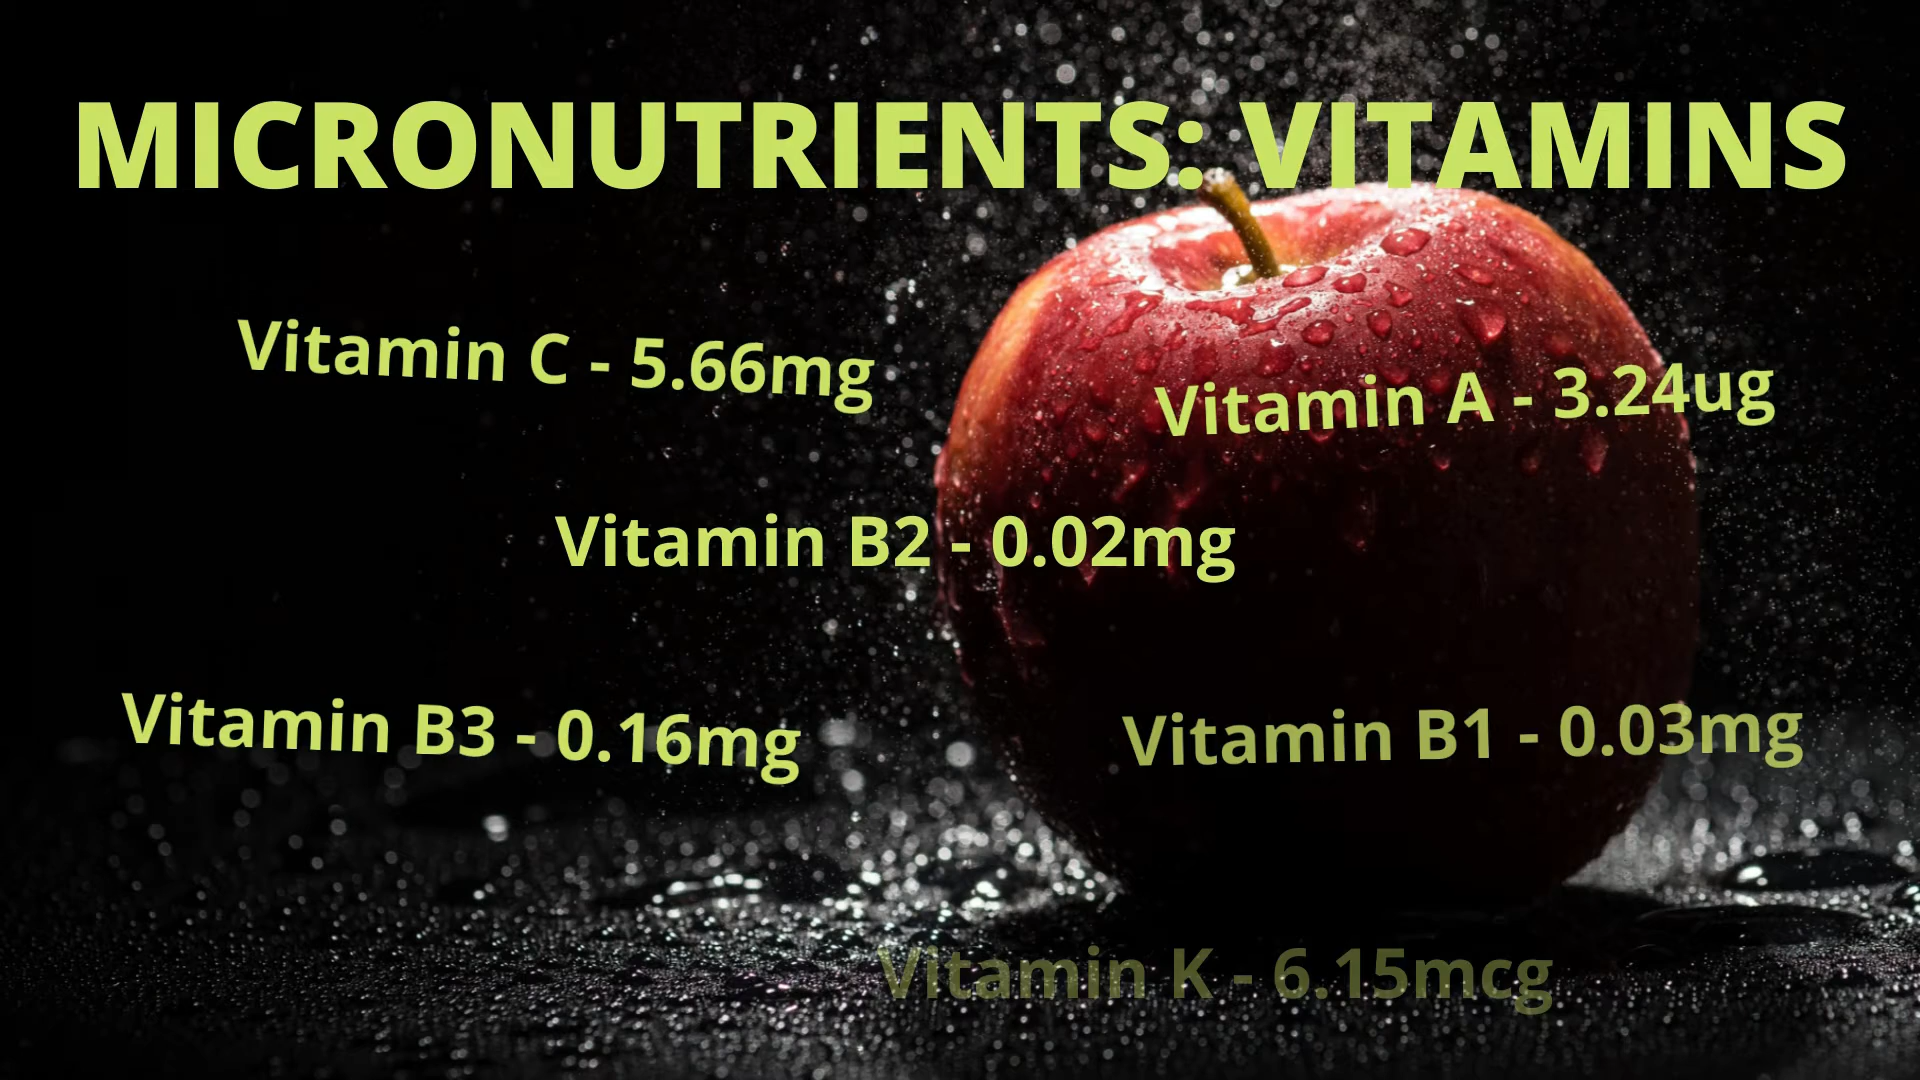 MICRONUTRIENTS: VITAMINS
Vitamin C - 5.66mg
Vitamin A - 3.24ug
Vitamin B2 - 0.02mg
Vitamin B3 - 0.16mg
Vitamin B1 - 0.03mg
Vitamin K - 6.15mcg